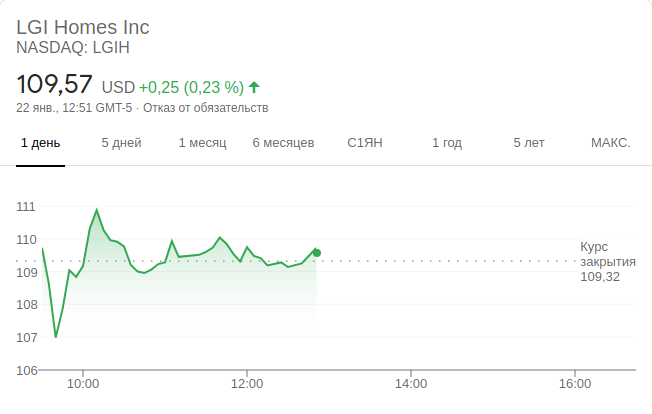 LGI Homes Inc
NASDAQ: LGIH
109,57 USD +0,25 (0,23 %)
22 янв., 12:51 GMT-5 · Отказ от обязательств
1 день 5 дней 1 месяц 6 месяцев С1ЯН 1 год 5 лет МАКС.
111
110
109
108
107
106
Курс
закрытия
109,32
10:00 12:00 14:00 16:00